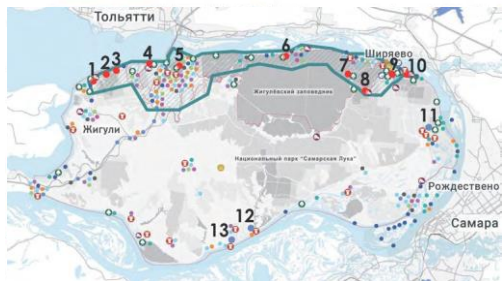 Тольятти
1 2 3 4 5 6 7 8 9 10
Ширяево
Жигулёвский заповедник
11
Жигули
Национальный парк "Самарская Лука"
Рождествено
12
13
Самара